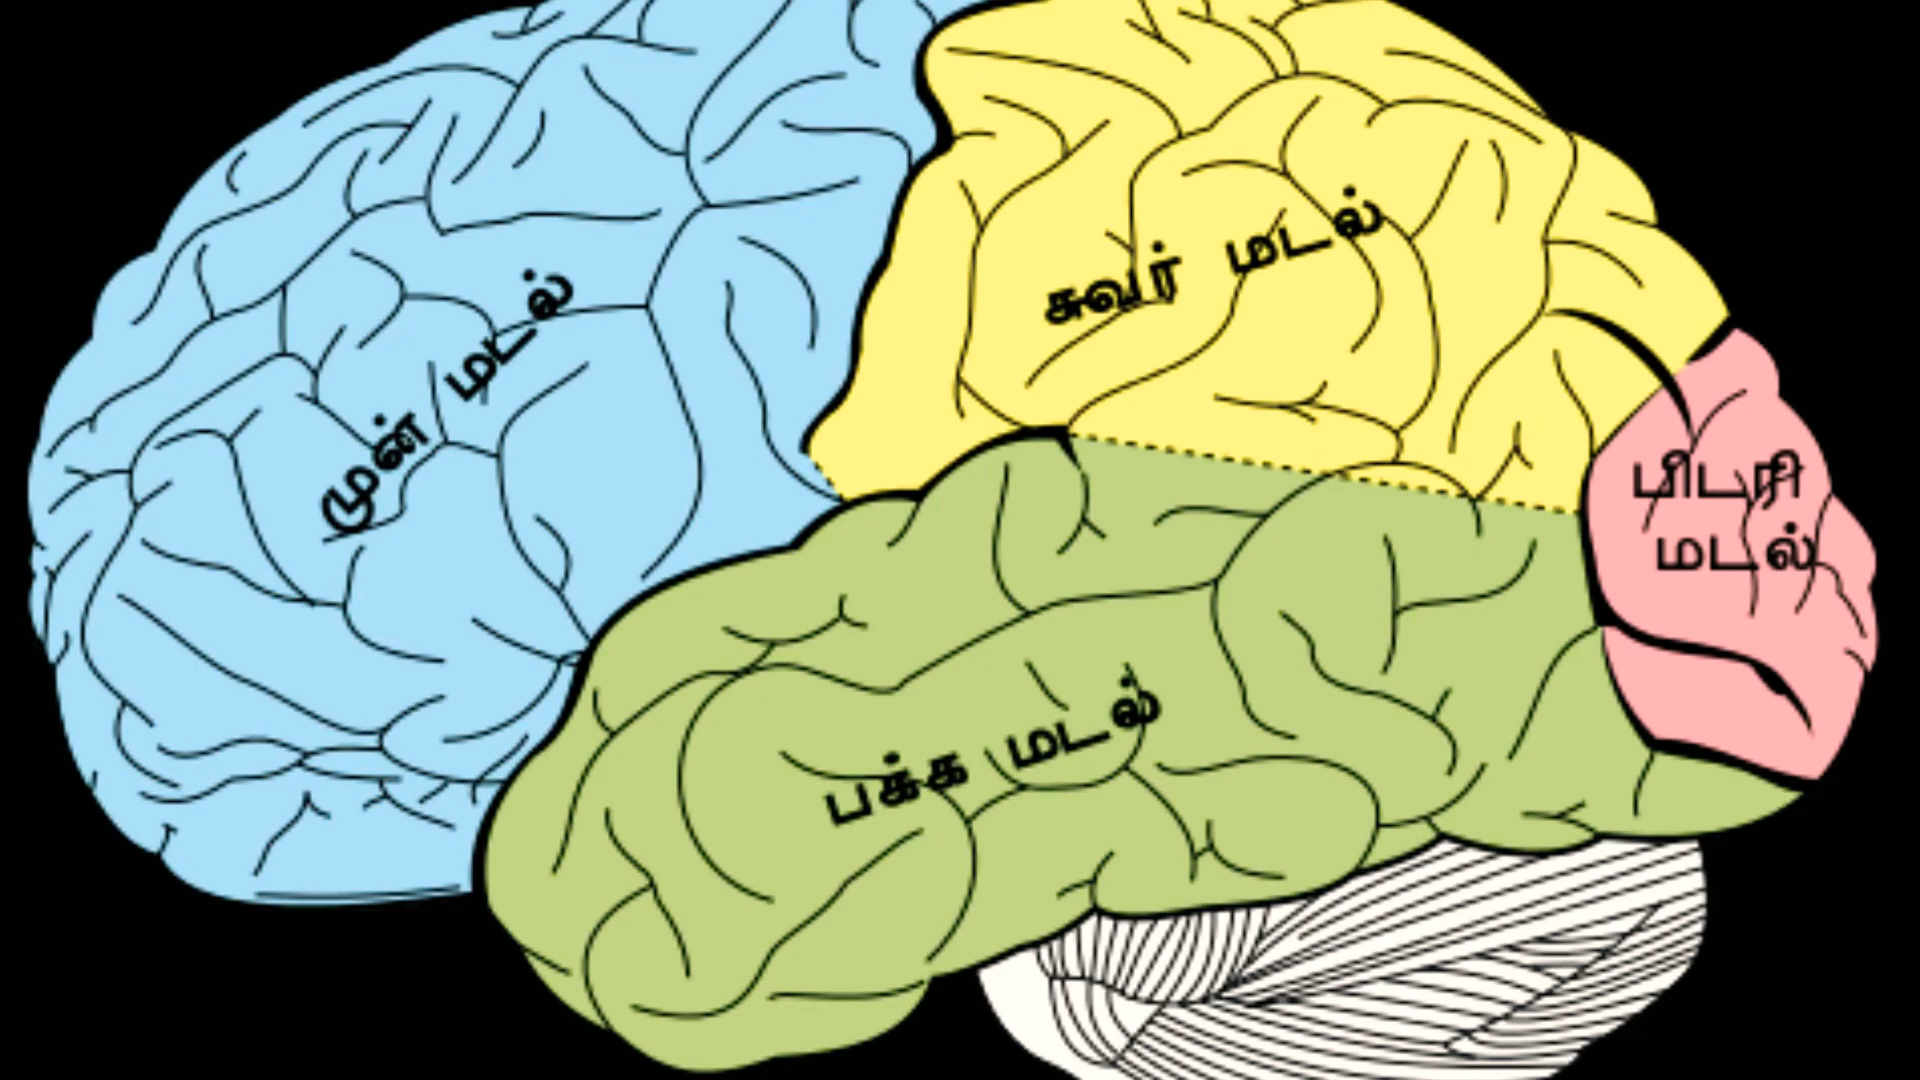 முன் மடல்
சுவர் மடல்
பிடரி
மடல்
பக்க மடல்